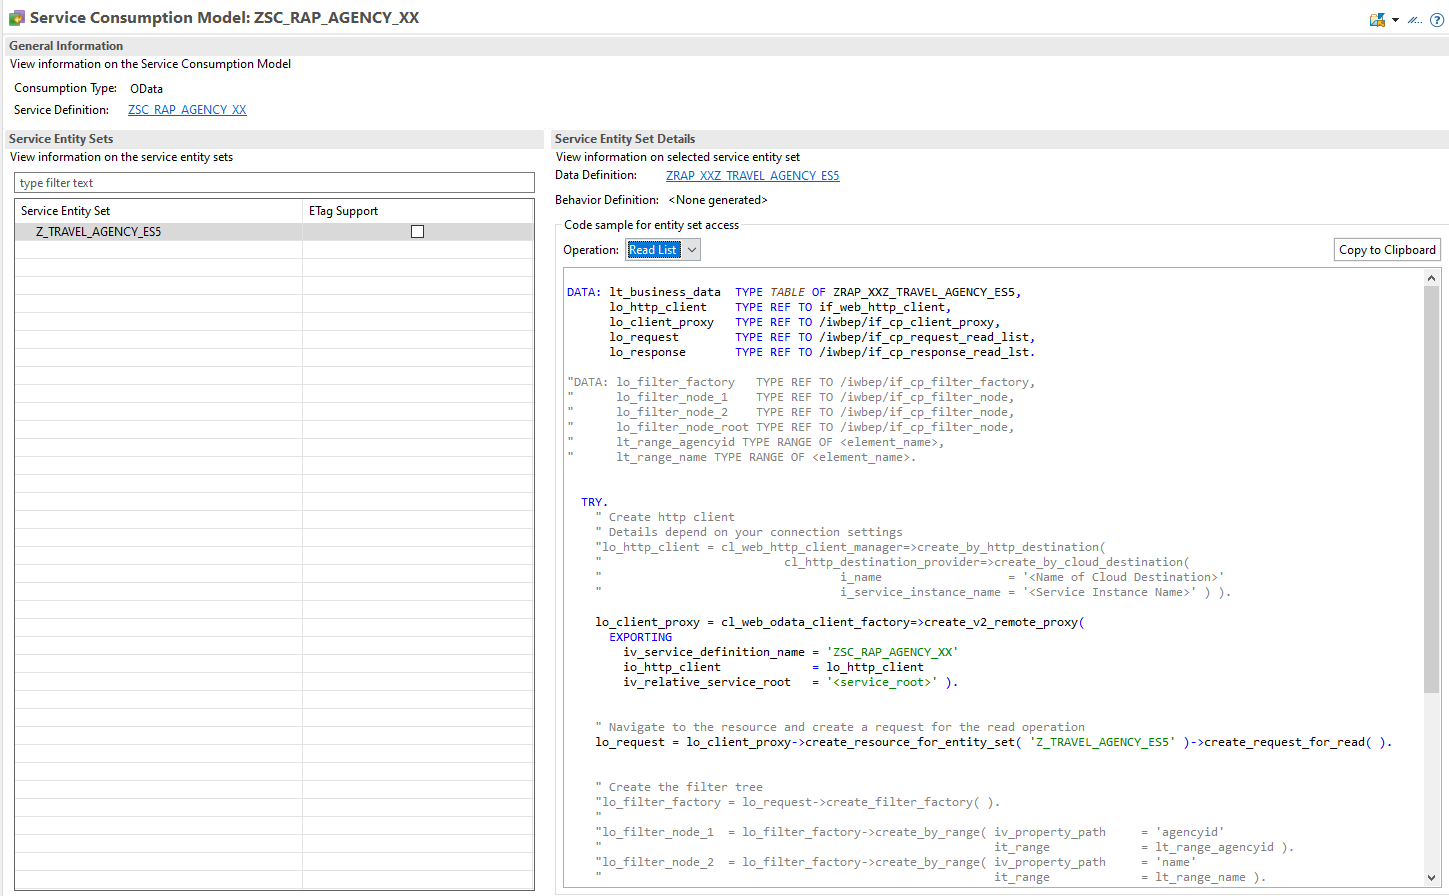 Service Consumption Model: ZSC_RAP_AGENCY_XX
General Information
View information on the Service Consumption Model
Consumption Type: OData
Service Definition: ZSC_RAP_AGENCY_XX
Service Entity Sets
View information on the service entity sets
type filter text
Service Entity Set ETag Support
Z_TRAVEL_AGENCY_ES5
Service Entity Set Details
View information on selected service entity set
Data Definition: ZRAP_XXZ_TRAVEL_AGENCY_ES5
Behavior Definition: <None generated>
Code sample for entity set access
Operation: Read List Copy to Clipboard
DATA: lt_business_data  TYPE TABLE OF ZRAP_XXZ_TRAVEL_AGENCY_ES5,
      lo_http_client    TYPE REF TO if_web_http_client,
      lo_client_proxy   TYPE REF TO /iwbep/if_cp_client_proxy,
      lo_request        TYPE REF TO /iwbep/if_cp_request_read_list,
      lo_response       TYPE REF TO /iwbep/if_cp_response_read_lst.
"DATA: lo_filter_factory   TYPE REF TO /iwbep/if_cp_filter_factory,
"      lo_filter_node_1    TYPE REF TO /iwbep/if_cp_filter_node,
"      lo_filter_node_2    TYPE REF TO /iwbep/if_cp_filter_node,
"      lo_filter_node_root TYPE REF TO /iwbep/if_cp_filter_node,
"      lt_range_agencyid TYPE RANGE OF <element_name>,
"      lt_range_name TYPE RANGE OF <element_name>.
  TRY.
    " Create http client
    " Details depend on your connection settings
    "lo_http_client = cl_web_http_client_manager=>create_by_http_destination(
    "                          cl_http_destination_provider=>create_by_cloud_destination(
    "                                  i_name                  = '<Name of Cloud Destination>'
    "                                  i_service_instance_name = '<Service Instance Name>' ) ).
    lo_client_proxy = cl_web_odata_client_factory=>create_v2_remote_proxy(
      EXPORTING
        iv_service_definition_name = 'ZSC_RAP_AGENCY_XX'
        io_http_client             = lo_http_client
        iv_relative_service_root   = '<service_root>' ).
    " Navigate to the resource and create a request for the read operation
    lo_request = lo_client_proxy->create_resource_for_entity_set( 'Z_TRAVEL_AGENCY_ES5' )->create_request_for_read( ).
    " Create the filter tree
    "lo_filter_factory = lo_request->create_filter_factory( ).
    "
    "lo_filter_node_1  = lo_filter_factory->create_by_range( iv_property_path     = 'agencyid'
    "                                                        it_range             = lt_range_agencyid ).
    "lo_filter_node_2  = lo_filter_factory->create_by_range( iv_property_path     = 'name'
    "                                                        it_range             = lt_range_name ).